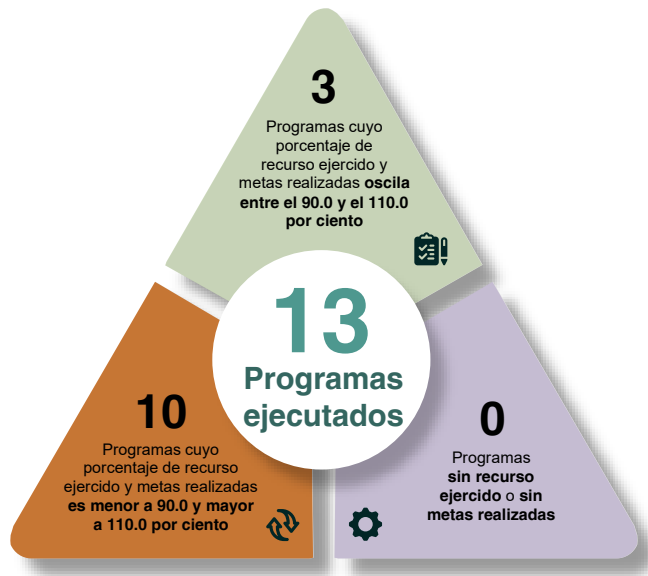 3
Programas cuyo
porcentaje de
recurso ejercido y
metas realizadas oscila
entre el 90.0 y el 110.0
por ciento
13
Programas
ejecutados
10
Programas cuyo
porcentaje de recurso
ejercido y metas realizadas
es menor a 90.0 y mayor
a 110.0 por ciento
0
Programas
sin recurso
ejercido o sin
metas realizadas